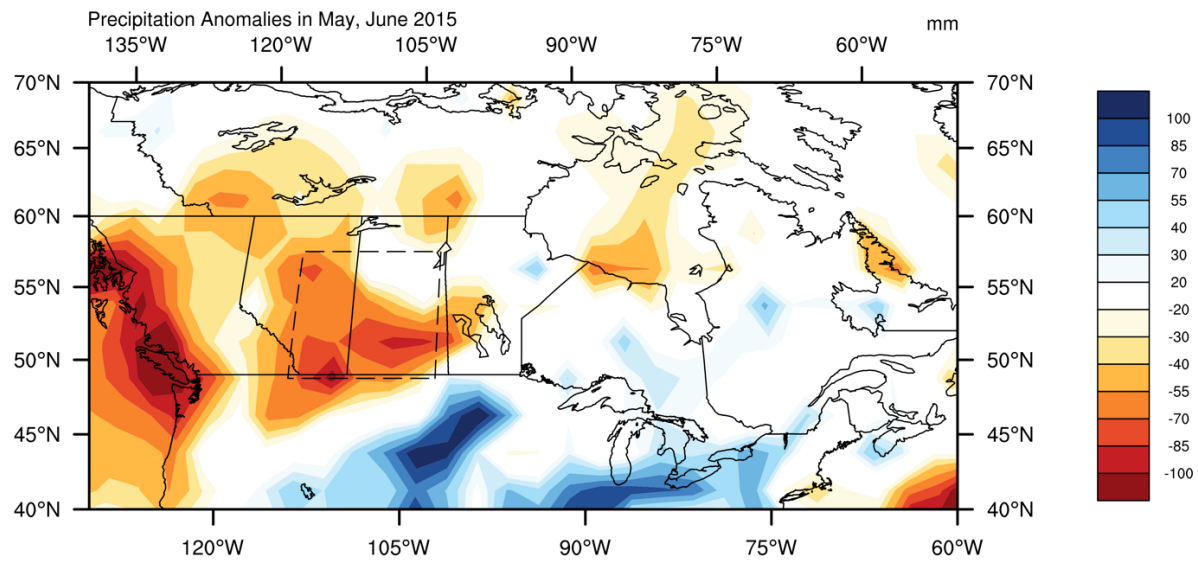 Precipitation Anomalies in May, June 2015
mm
135°W 120°W 105°W 90°W 75°W 60°W
70°N 70°N
65°N 65°N
60°N 60°N
55°N 55°N
50°N 50°N
45°N 45°N
40°N 40°N
120°W 105°W 90°W 75°W 60°W
100
85
70
55
40
30
20
-20
-30
-40
-55
-70
-85
-100